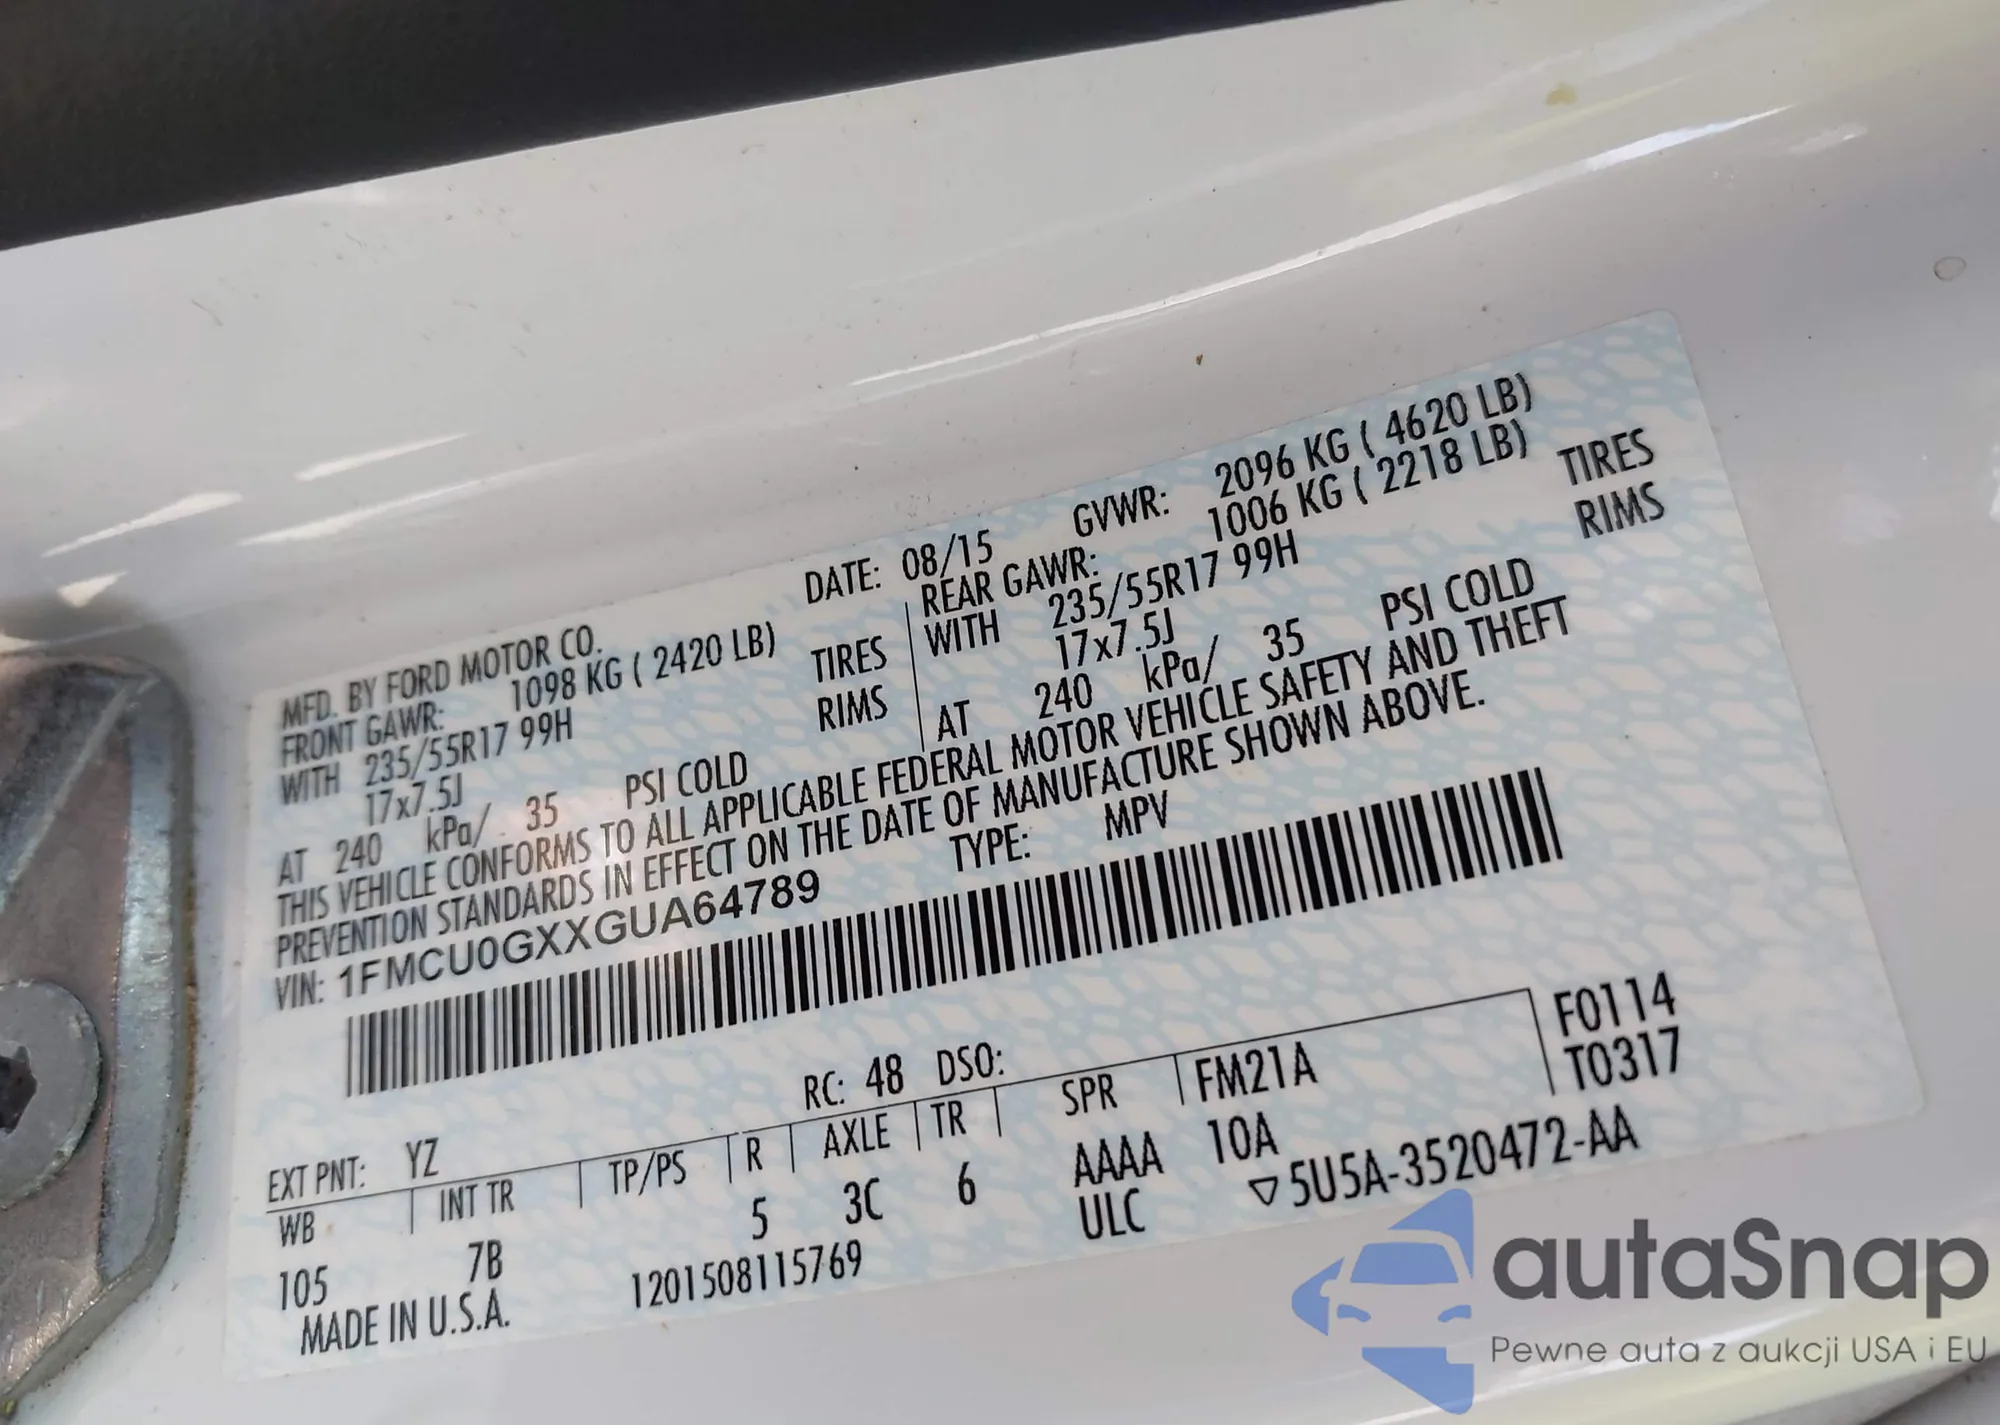 MFD. BY FORD MOTOR CO. DATE: 08/15 GVWR: 2096 KG ( 4620 LB)
FRONT GAWR: 1098 KG ( 2420 LB) REAR GAWR: 1006 KG ( 2218 LB)
WITH 235/55R17 99H TIRES WITH 235/55R17 99H TIRES
17x7.5J RIMS 17x7.5J RIMS
AT 240 kPa/ 35 PSI COLD AT 240 kPa/ 35 PSI COLD
THIS VEHICLE CONFORMS TO ALL APPLICABLE FEDERAL MOTOR VEHICLE SAFETY AND THEFT
PREVENTION STANDARDS IN EFFECT ON THE DATE OF MANUFACTURE SHOWN ABOVE.
VIN: 1FMCU0GXXGUA64789 TYPE: MPV
F0114
T0317
EXT PNT: YZ RC: 48 DSO:
WB INT TR TP/PS R AXLE TR SPR FM21A
105 7B 5 3C 6 AAAA 10A
ULC ▽5U5A-3520472-AA
MADE IN U.S.A. 1201508115769
autaSnap
Pewne auta z aukcji USA i EU